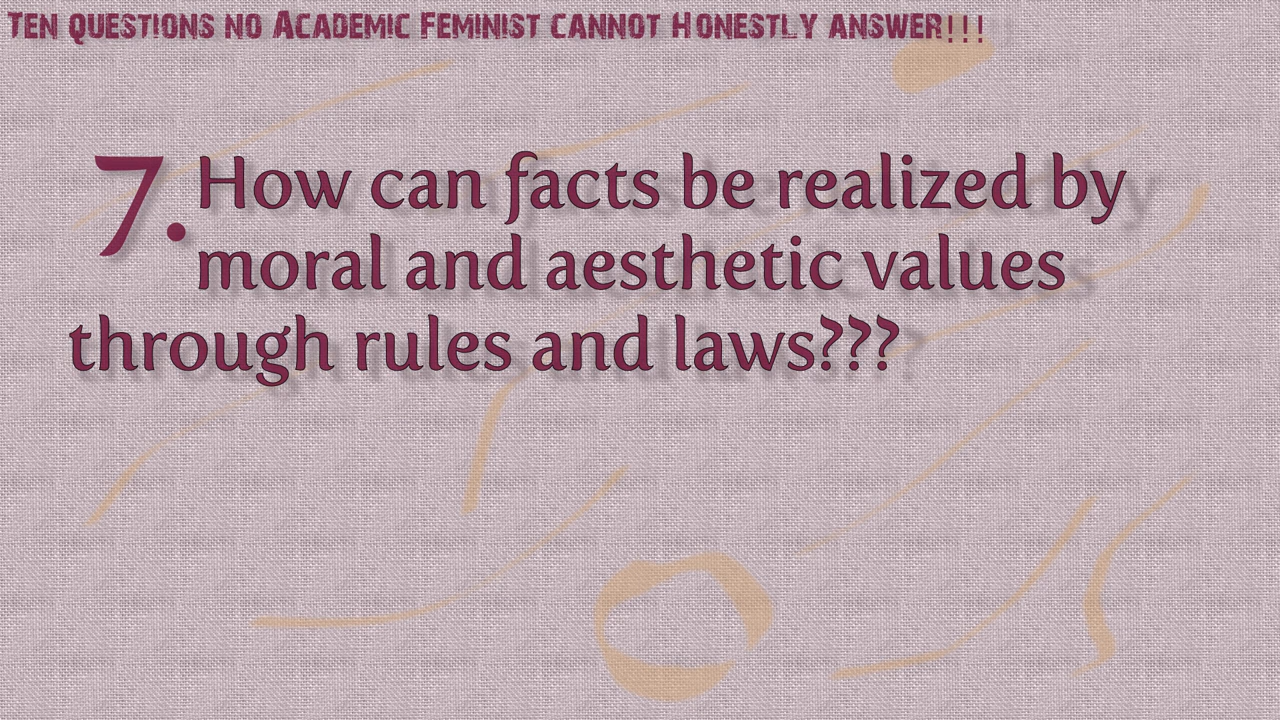 Ten questions no Academic Feminist cannot Honestly answer!!!
7. How can facts be realized by
moral and aesthetic values
through rules and laws???